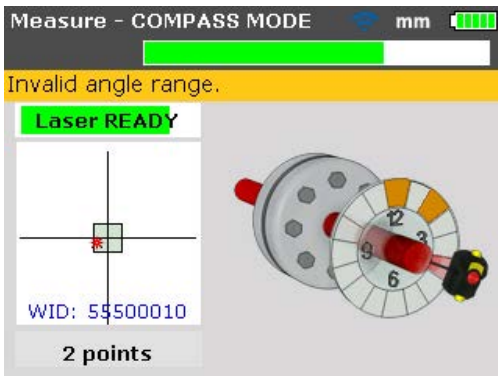 Measure - COMPASS MODE mm
Invalid angle range.
Laser READY
12
9 3
6
WID: 55500010
2 points